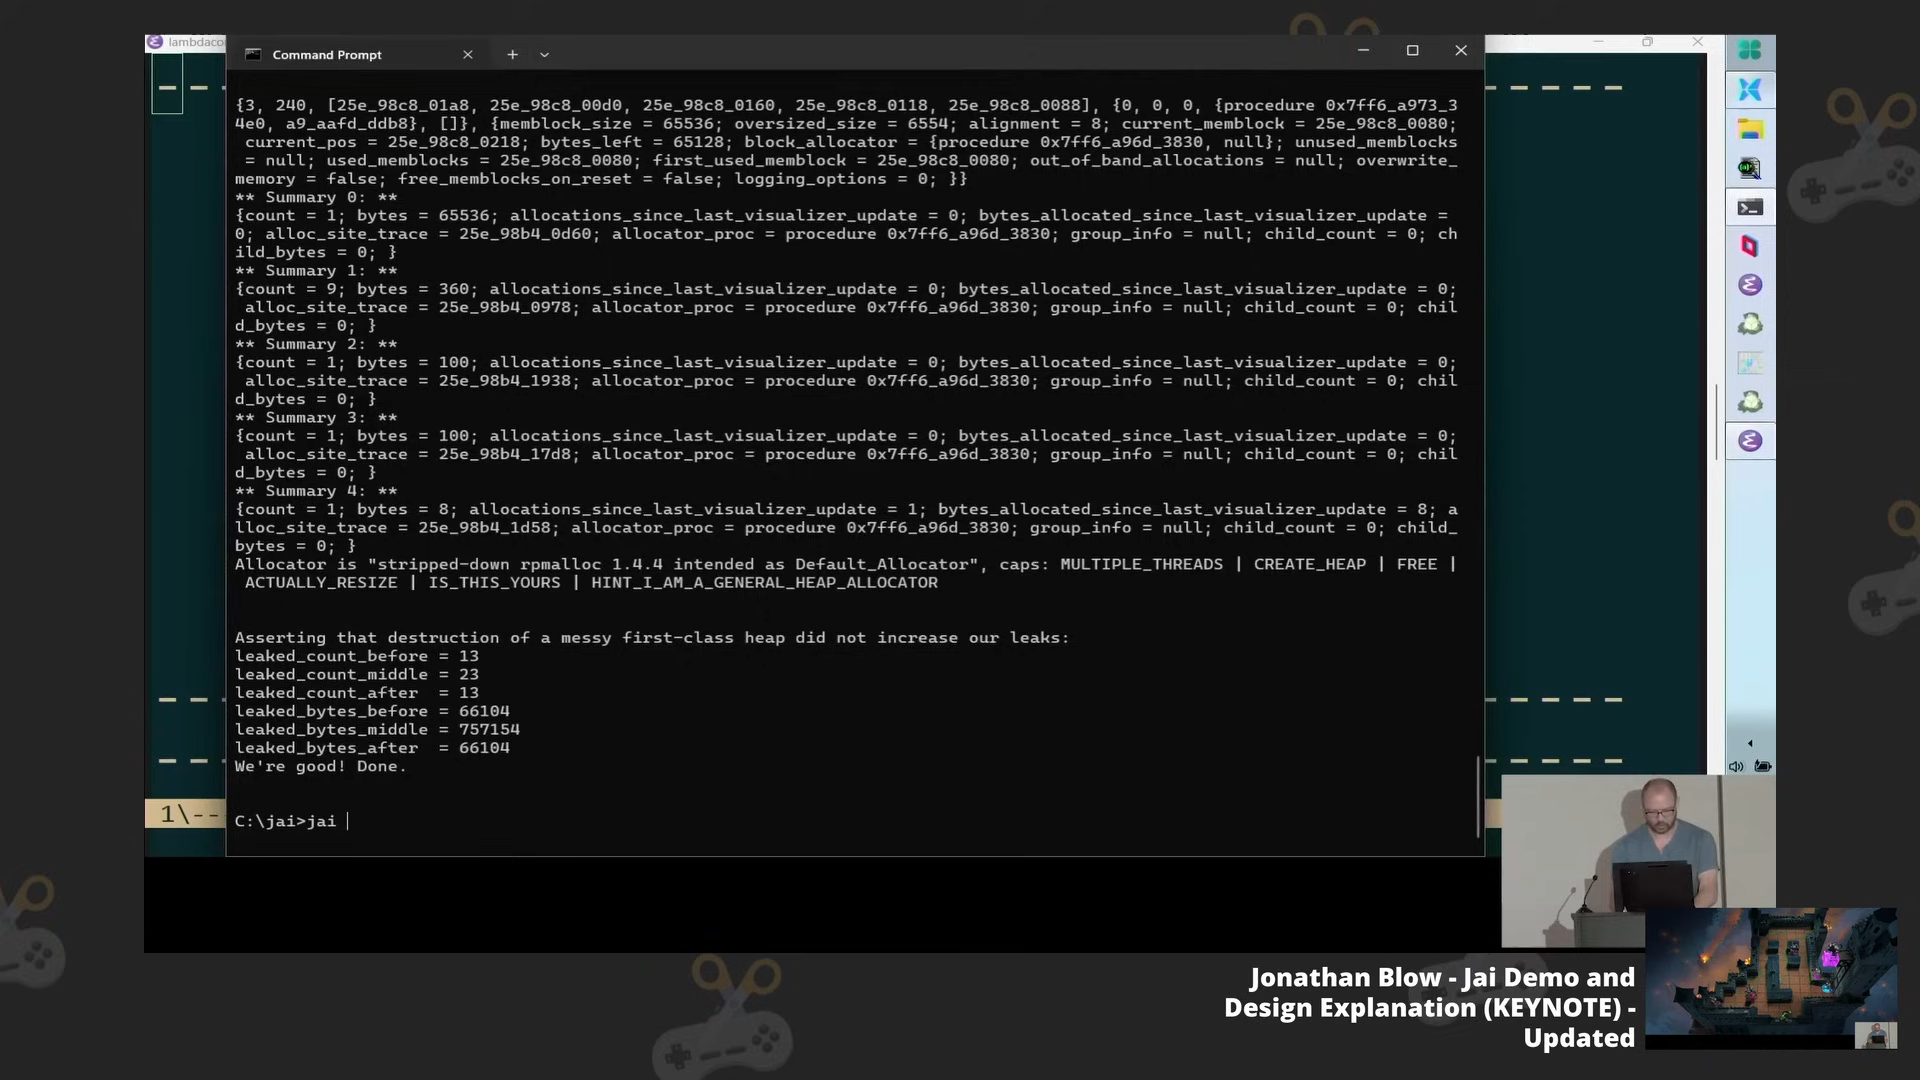 lambdaco
Command Prompt
{3, 240, [25e_98c8_01a8, 25e_98c8_00d0, 25e_98c8_0160, 25e_98c8_0118, 25e_98c8_0088], {0, 0, 0, {procedure 0x7ff6_a973_3
4e0, a9_aafd_ddb8}, []}, {memblock_size = 65536; oversized_size = 6554; alignment = 8; current_memblock = 25e_98c8_0080;
current_pos = 25e_98c8_0218; bytes_left = 65128; block_allocator = {procedure 0x7ff6_a96d_3830, null}; unused_memblocks
= null; used_memblocks = 25e_98c8_0080; first_used_memblock = 25e_98c8_0080; out_of_band_allocations = null; overwrite_
memory = false; free_memblocks_on_reset = false; logging_options = 0; }}
** Summary 0: **
{count = 1; bytes = 65536; allocations_since_last_visualizer_update = 0; bytes_allocated_since_last_visualizer_update =
0; alloc_site_trace = 25e_98b4_0d60; allocator_proc = procedure 0x7ff6_a96d_3830; group_info = null; child_count = 0; ch
ild_bytes = 0; }
** Summary 1: **
{count = 9; bytes = 360; allocations_since_last_visualizer_update = 0; bytes_allocated_since_last_visualizer_update = 0;
alloc_site_trace = 25e_98b4_0978; allocator_proc = procedure 0x7ff6_a96d_3830; group_info = null; child_count = 0; chil
d_bytes = 0; }
** Summary 2: **
{count = 1; bytes = 100; allocations_since_last_visualizer_update = 0; bytes_allocated_since_last_visualizer_update = 0;
alloc_site_trace = 25e_98b4_1938; allocator_proc = procedure 0x7ff6_a96d_3830; group_info = null; child_count = 0; chil
d_bytes = 0; }
** Summary 3: **
{count = 1; bytes = 100; allocations_since_last_visualizer_update = 0; bytes_allocated_since_last_visualizer_update = 0;
alloc_site_trace = 25e_98b4_17d8; allocator_proc = procedure 0x7ff6_a96d_3830; group_info = null; child_count = 0; chil
d_bytes = 0; }
** Summary 4: **
{count = 1; bytes = 8; allocations_since_last_visualizer_update = 1; bytes_allocated_since_last_visualizer_update = 8; a
lloc_site_trace = 25e_98b4_1d58; allocator_proc = procedure 0x7ff6_a96d_3830; group_info = null; child_count = 0; child_
bytes = 0; }
Allocator is "stripped-down rpmalloc 1.4.4 intended as Default_Allocator", caps: MULTIPLE_THREADS | CREATE_HEAP | FREE |
ACTUALLY_RESIZE | IS_THIS_YOURS | HINT_I_AM_A_GENERAL_HEAP_ALLOCATOR
Asserting that destruction of a messy first-class heap did not increase our leaks:
leaked_count_before = 13
leaked_count_middle = 23
leaked_count_after  = 13
leaked_bytes_before = 66104
leaked_bytes_middle = 757154
leaked_bytes_after  = 66104
We're good! Done.
1\--
C:\jai>jai
Jonathan Blow - Jai Demo and
Design Explanation (KEYNOTE) -
Updated